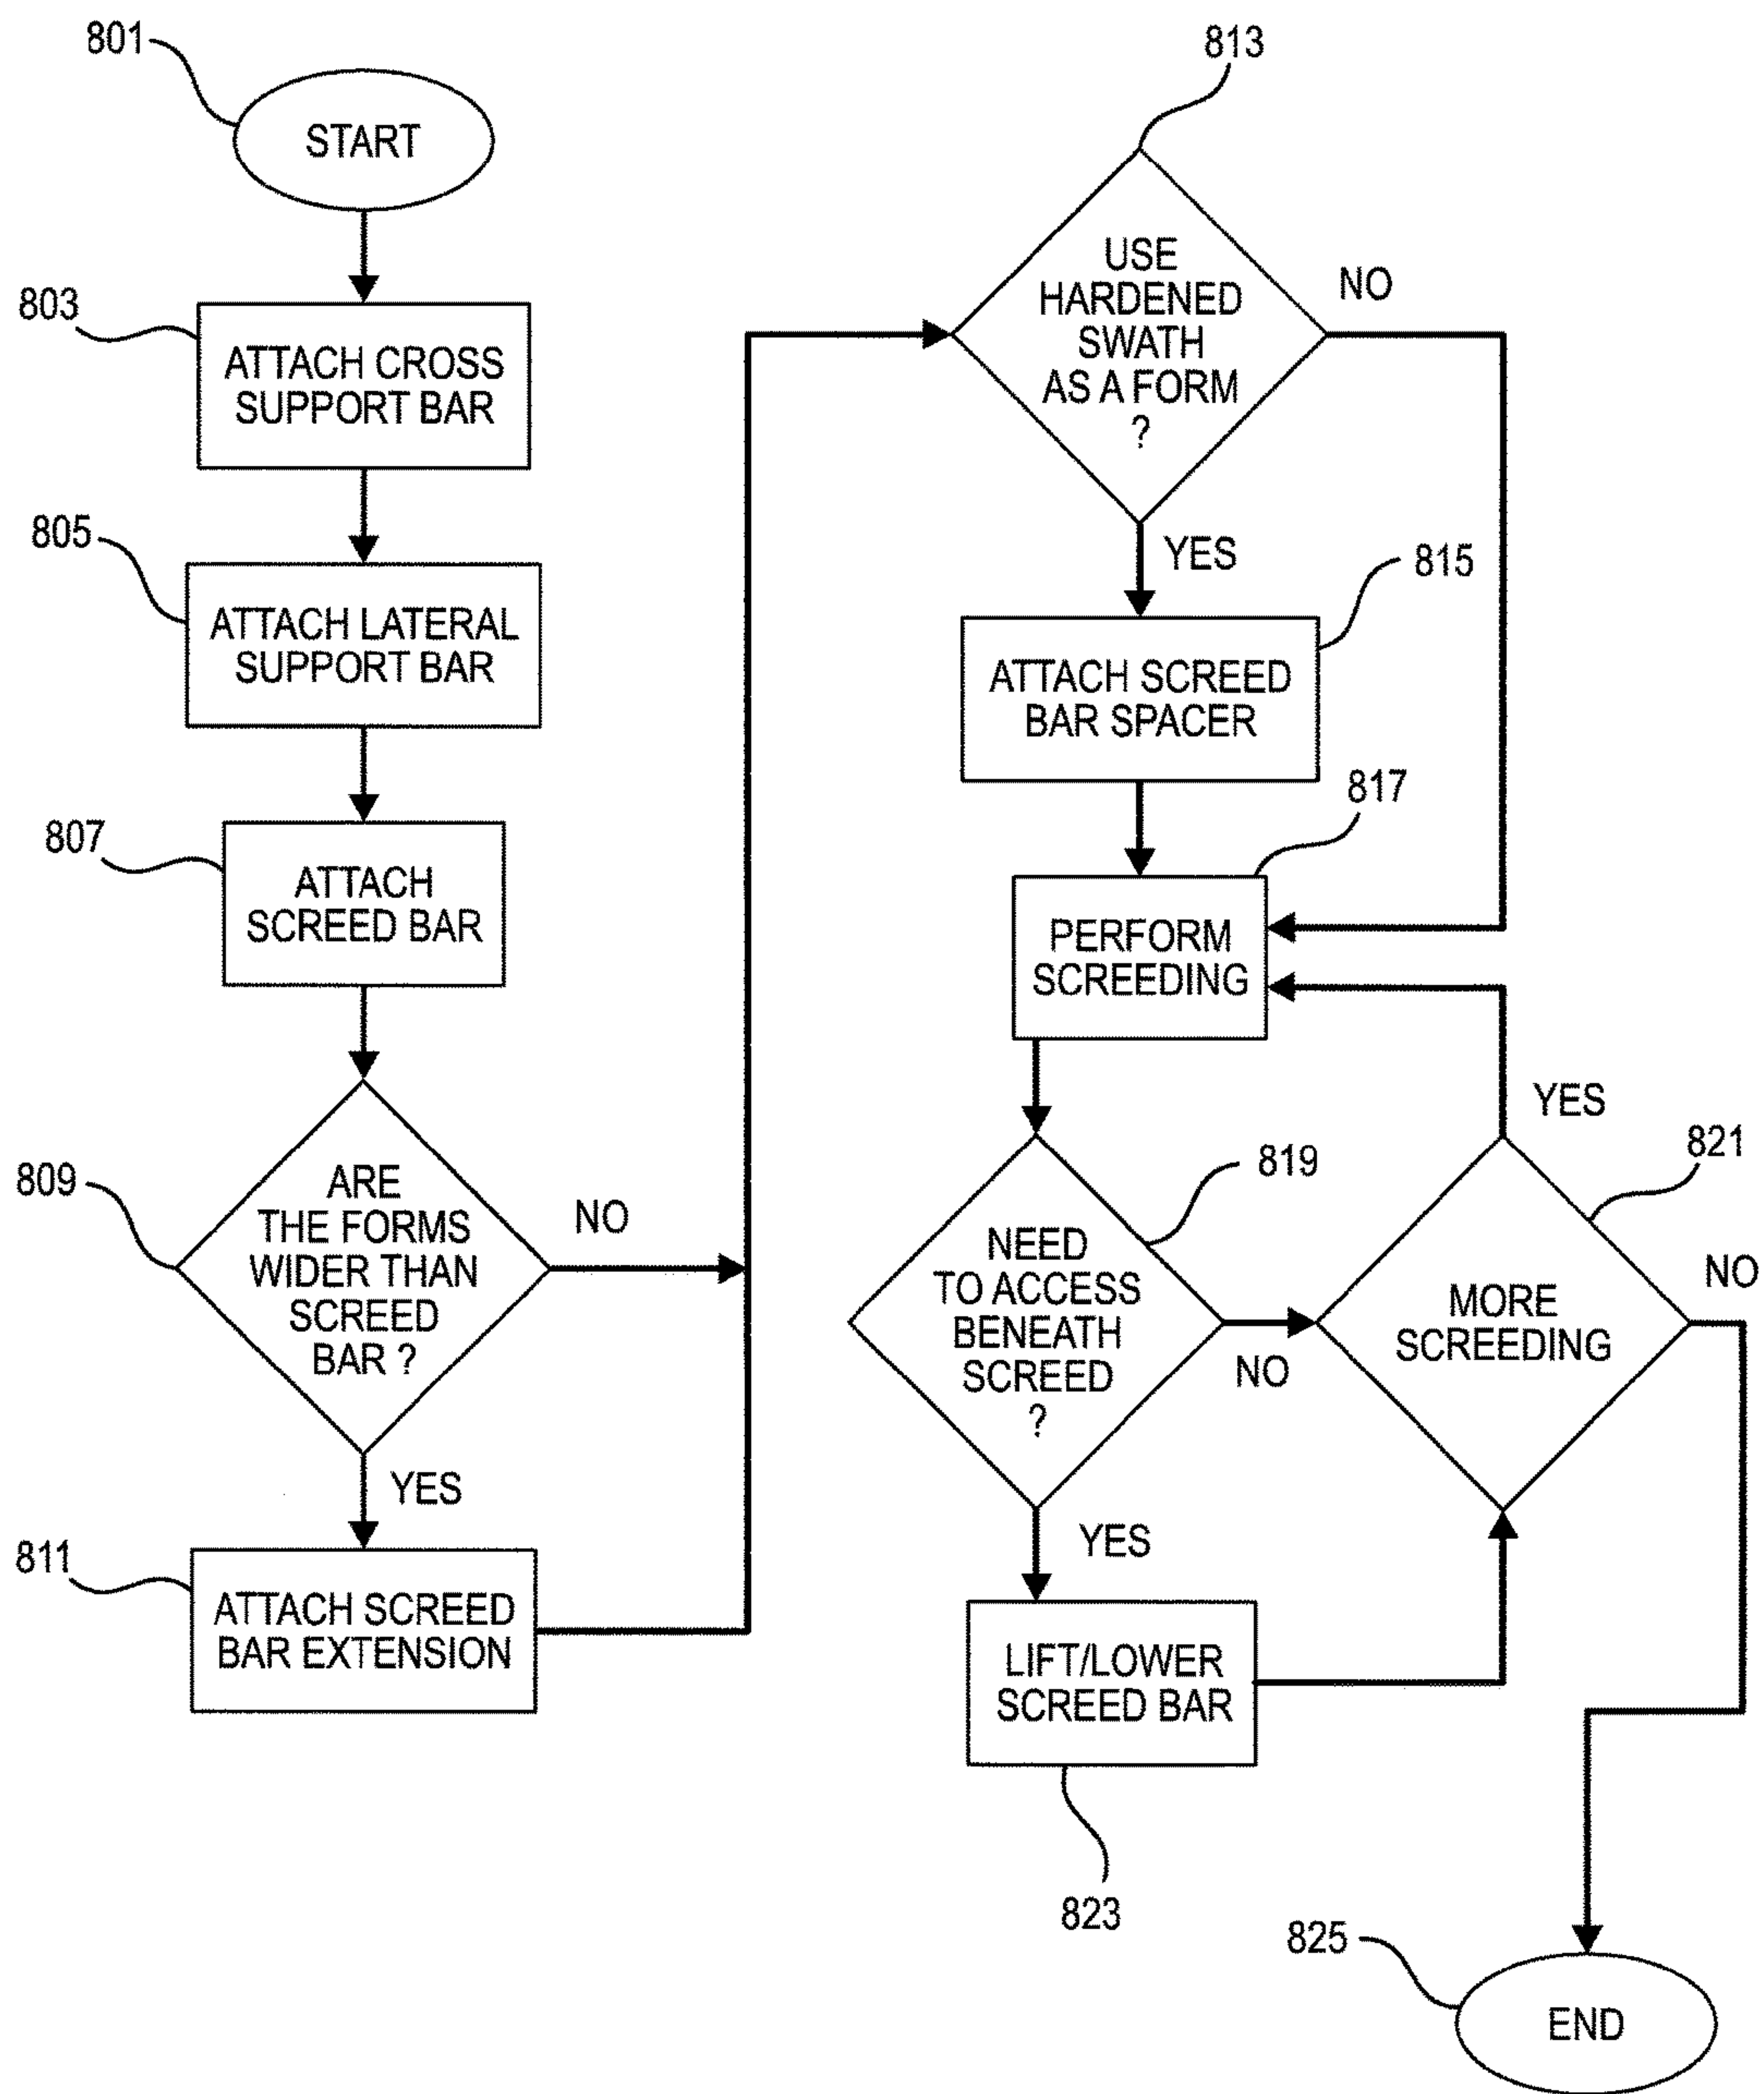 801
START
803
ATTACH CROSS
SUPPORT BAR
805
ATTACH LATERAL
SUPPORT BAR
807
ATTACH
SCREED BAR
809
ARE
THE FORMS
WIDER THAN
SCREED
BAR ?
NO
YES
811
ATTACH SCREED
BAR EXTENSION
813
USE
HARDENED
SWATH
AS A FORM
?
NO
YES
815
ATTACH SCREED
BAR SPACER
817
PERFORM
SCREEDING
819
NEED
TO ACCESS
BENEATH
SCREED
?
NO
YES
821
MORE
SCREEDING
YES
NO
LIFT/LOWER
SCREED BAR
823
825
END